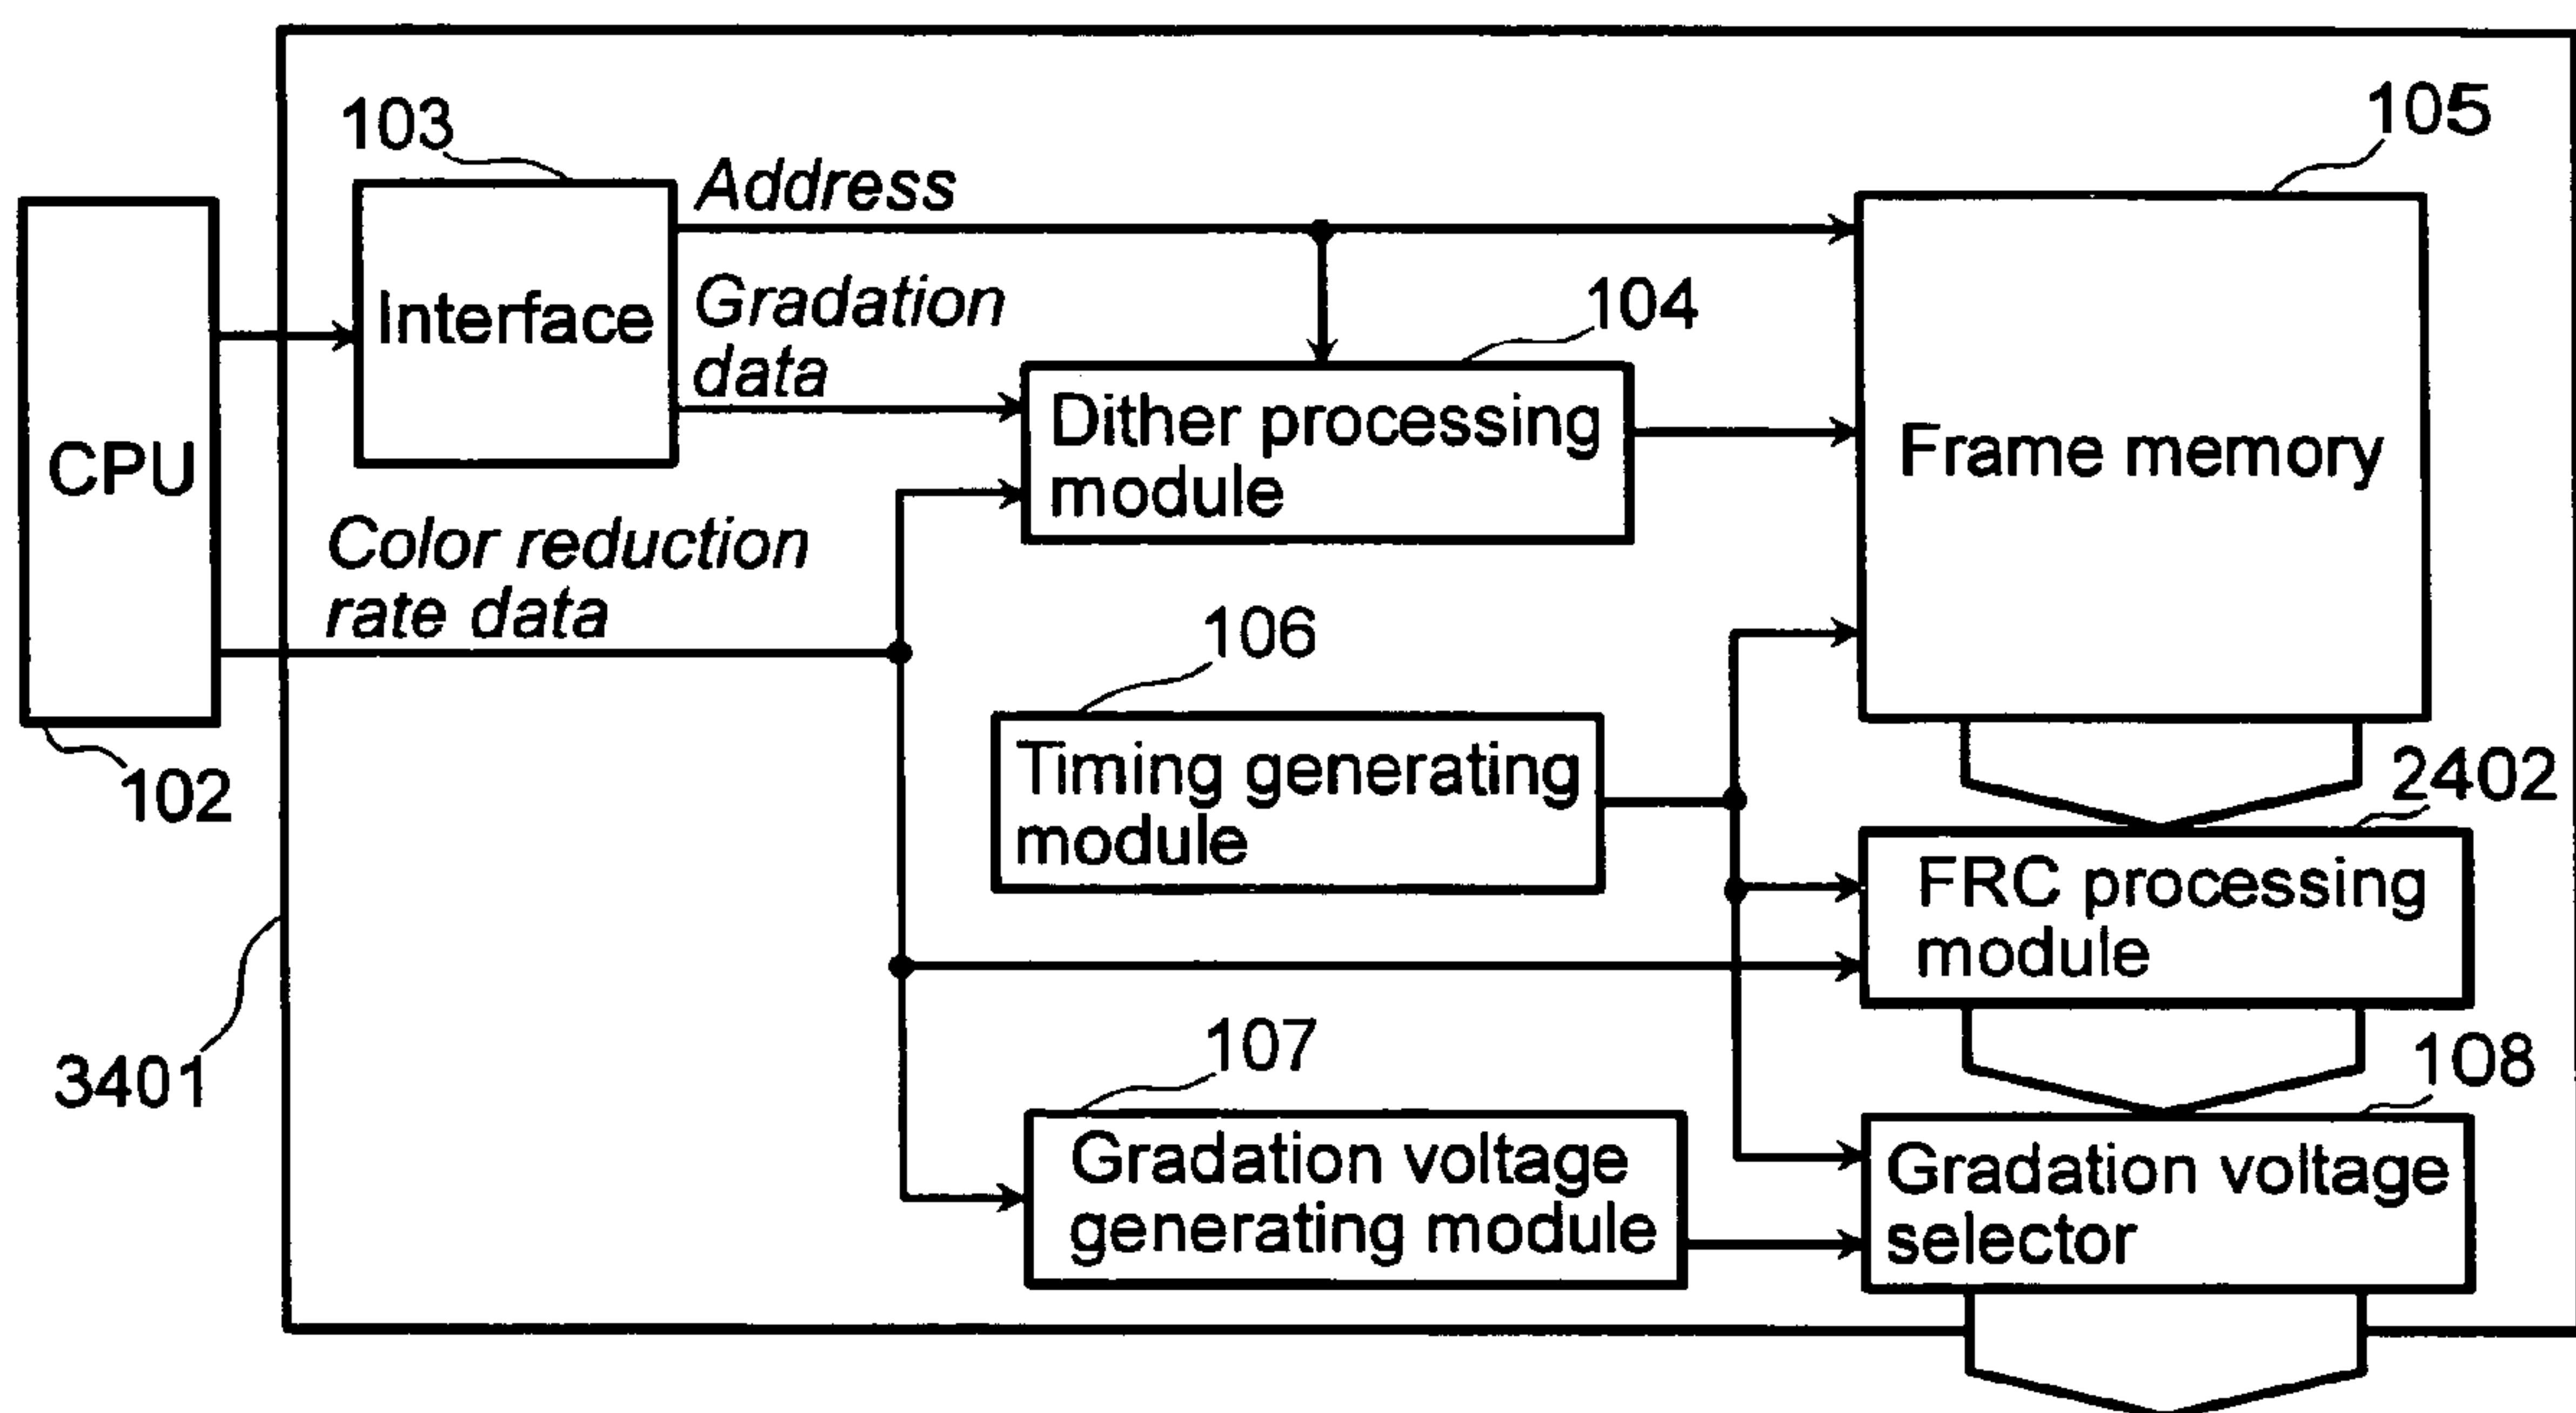 105
103
Address
Interface
Gradation
data
104
CPU
Dither processing
module
Frame memory
Color reduction
rate data
106
102
Timing generating
module
2402
FRC processing
module
3401
107
108
Gradation voltage
generating module
Gradation voltage
selector